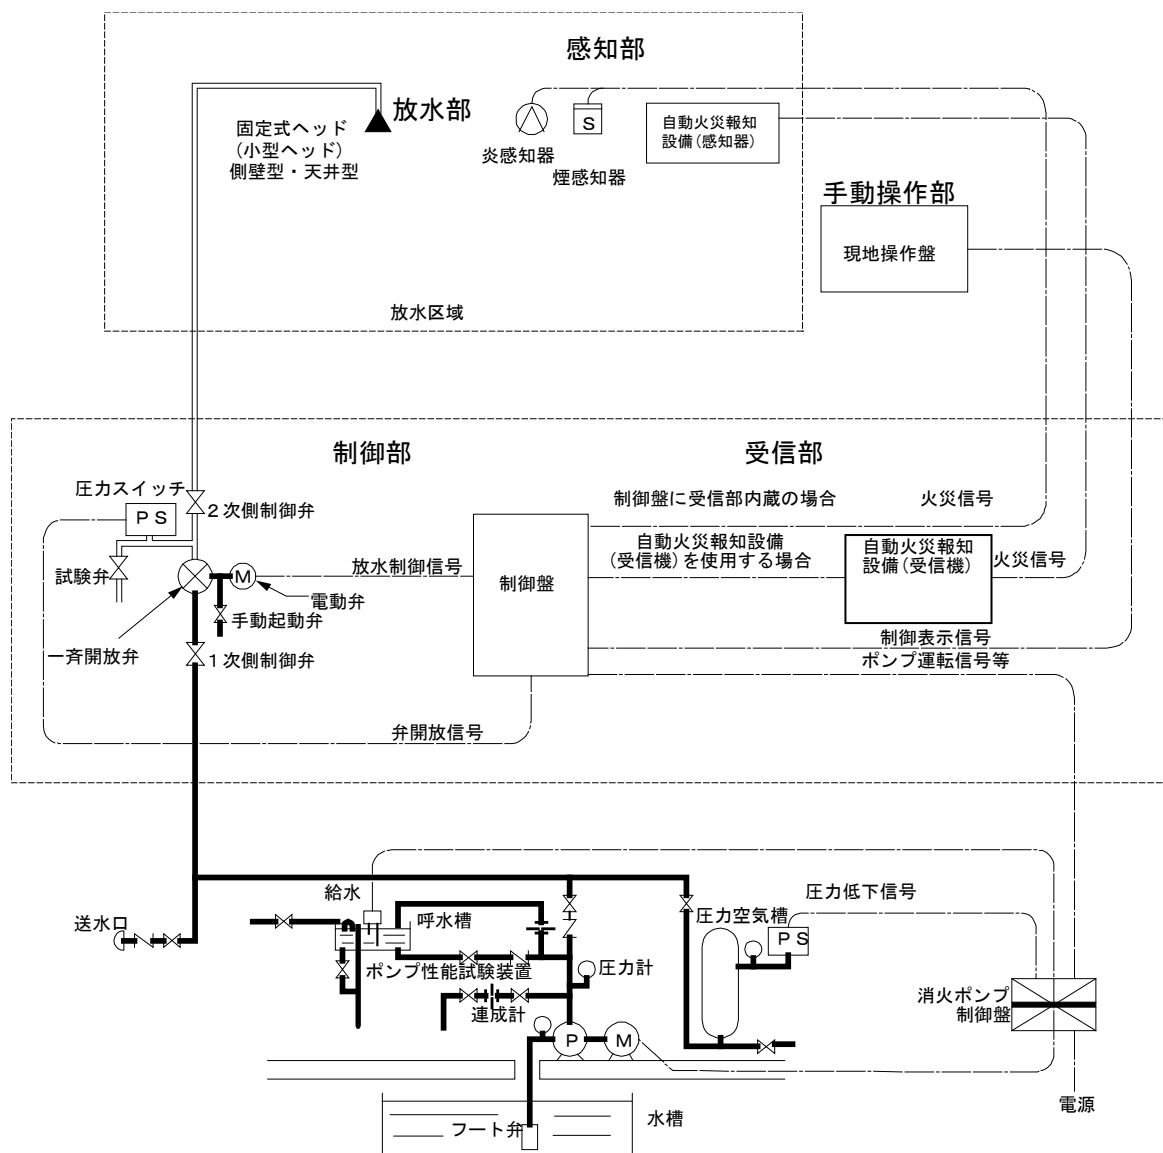 感知部
放水部
固定式ヘッド
(小型ヘッド)
側壁型・天井型
炎感知器
S
煙感知器
自動火災報知
設備(感知器)
手動操作部
現地操作盤
放水区域
制御部
受信部
圧力スイッチ
PS
2次側制御弁
試験弁
M
放水制御信号
電動弁
手動起動弁
一斉開放弁
1次側制御弁
制御盤
制御盤に受信部内蔵の場合
火災信号
自動火災報知設備
(受信機)を使用する場合
自動火災報知
設備(受信機)
火災信号
制御表示信号
ポンプ運転信号等
弁開放信号
送水口
給水
呼水槽
ポンプ性能試験装置
連成計
圧力計
P
M
圧力空気槽
圧力低下信号
PS
消火ポンプ
制御盤
電源
フート弁
水槽